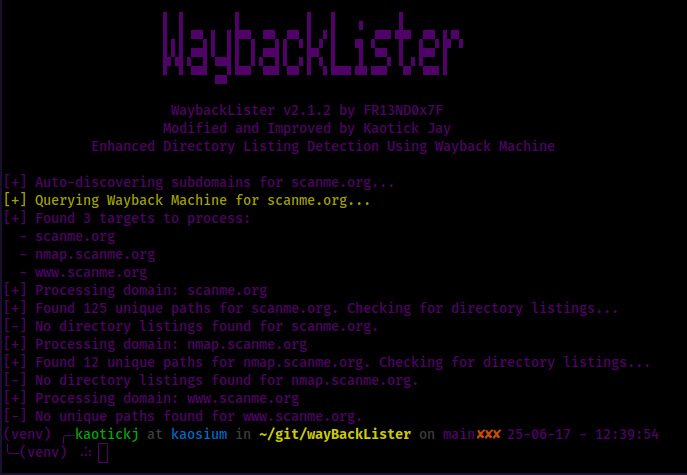 WaybackLister
WaybackLister v2.1.2 by FR13ND0x7F
Modified and Improved by Kaotick Jay
Enhanced Directory Listing Detection Using Wayback Machine
[+] Auto-discovering subdomains for scanme.org...
[+] Querying Wayback Machine for scanme.org...
[+] Found 3 targets to process:
- scanme.org
- nmap.scanme.org
- www.scanme.org
[+] Processing domain: scanme.org
[+] Found 125 unique paths for scanme.org. Checking for directory listings...
[-] No directory listings found for scanme.org.
[+] Processing domain: nmap.scanme.org
[+] Found 12 unique paths for nmap.scanme.org. Checking for directory listings...
[-] No directory listings found for nmap.scanme.org.
[+] Processing domain: www.scanme.org
[-] No unique paths found for www.scanme.org.
(venv) ╭─kaotickj at kaosium in ~/git/wayBackLister on main✘✘✘ 25-06-17 - 12:39:54
╰─(venv) ⠠⠵